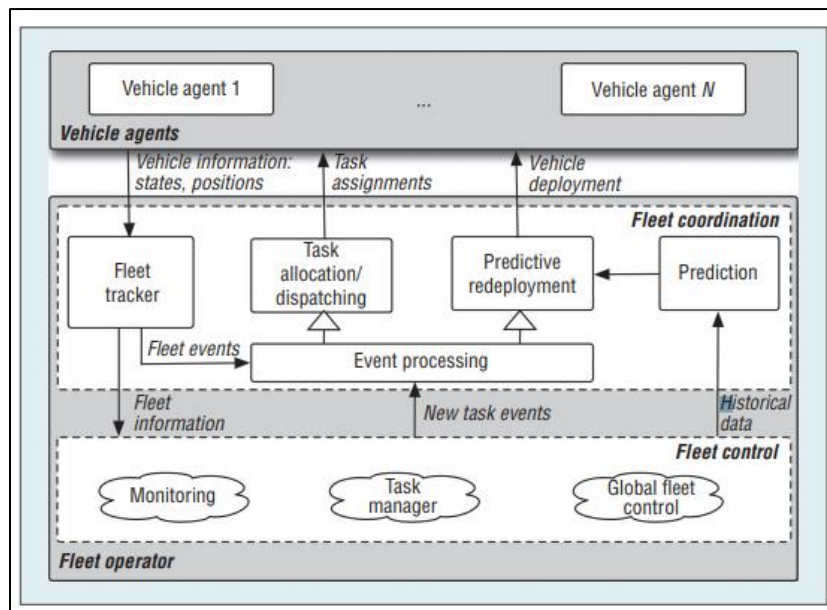 Vehicle agent 1
...
Vehicle agent N
Vehicle agents
Vehicle information:
states, positions
Task
assignments
Vehicle
deployment
Fleet coordination
Fleet
tracker
Task
allocation/
dispatching
Predictive
redeployment
Prediction
Fleet events
Event processing
Fleet
information
New task events
Historical
data
Fleet control
Monitoring
Task
manager
Global fleet
control
Fleet operator